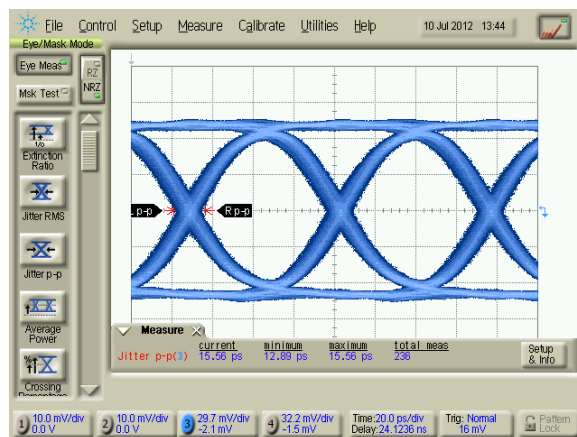 File Control Setup Measure Calibrate Utilities Help 10 Jul 2012 13:44
Eye/Mask Mode
Eye Meas
RZ
NRZ
Msk Test
Extinction
Ratio
Jitter RMS
Jitter p-p
Average
Power
Crossing
L p-p
R p-p
Measure
current minimum maximum total meas
Jitter p-p(3) 15.56 ps 12.89 ps 15.56 ps 236
Setup
& Info
1 10.0 mV/div
0.0 V
2 10.0 mV/div
0.0 V
3 29.7 mV/div
-2.1 mV
4 32.2 mV/div
-1.5 mV
Time:20.0 ps/div
Delay:24.1236 ns
Trig: Normal
16 mV
Pattern
Lock